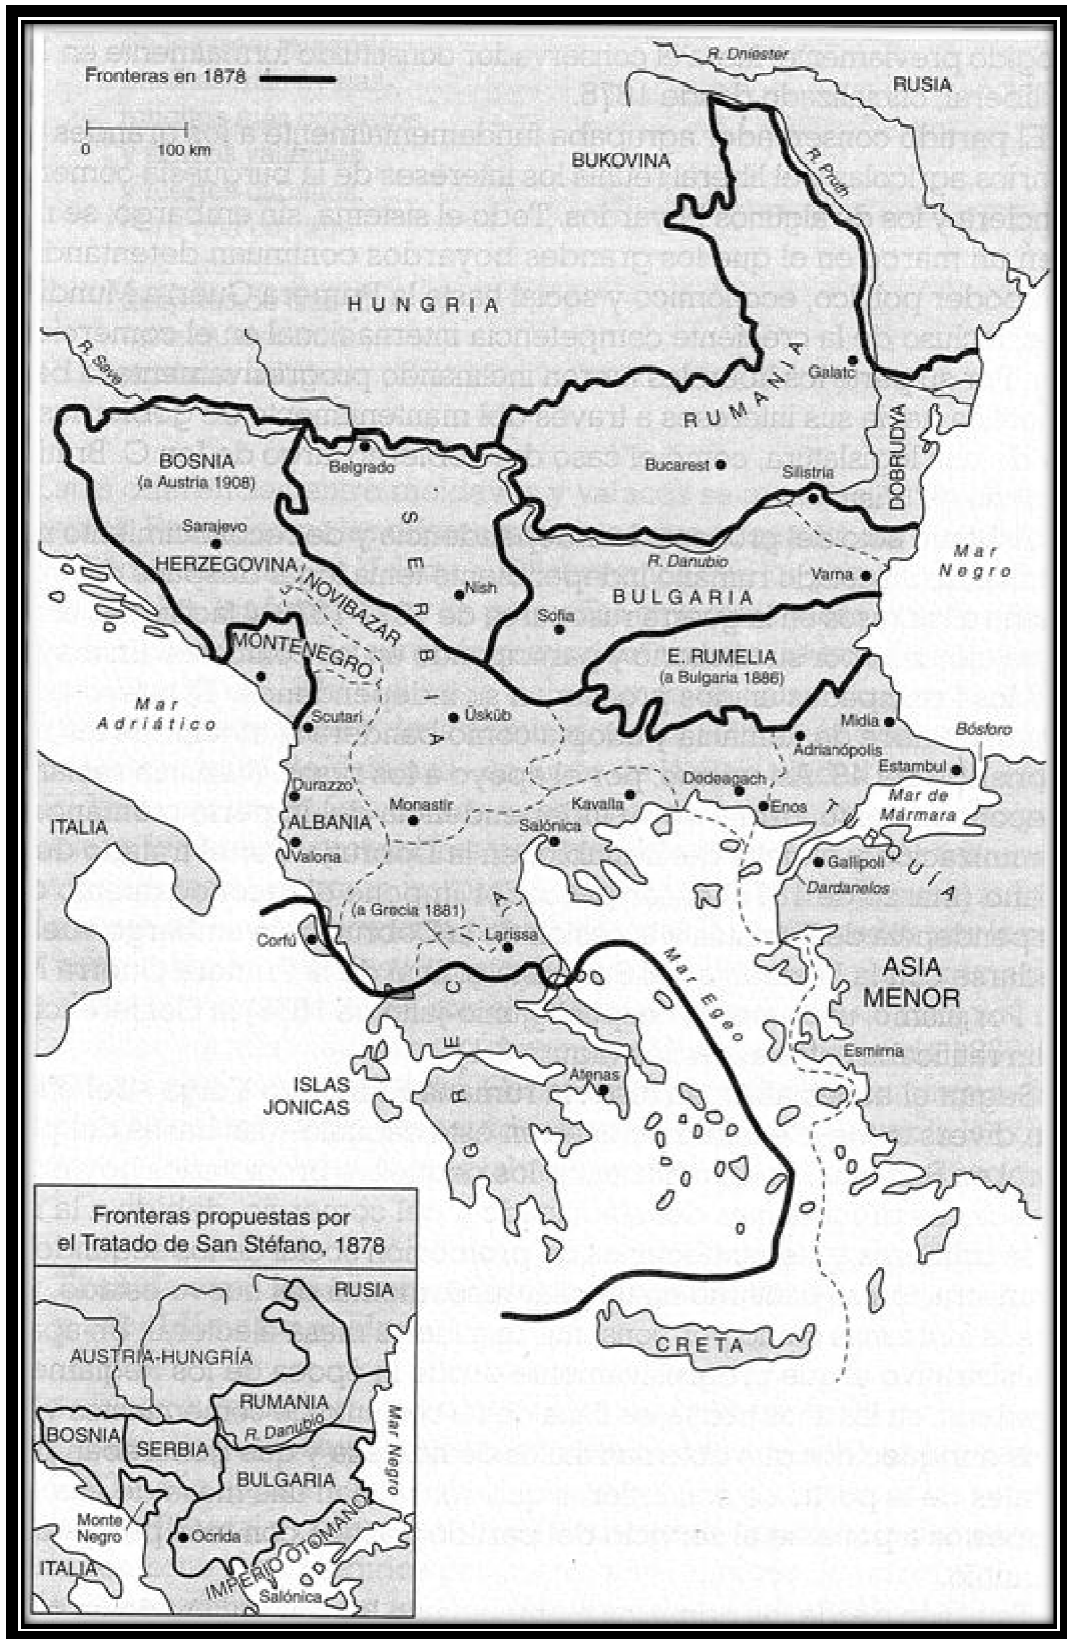 Fronteras en 1878
0 100 km
R. Dniester
RUSIA
BUKOVINA
R. Pruth
HUNGRIA
R. Save
Galatc
RUMANIA
BOSNIA
(a Austria 1908)
Belgrado
Bucarest
Silistria
DOBRUDYA
Sarajevo
HERZEGOVINA
SERBIA
R. Danubio
Mar
Negro
Varna
NOVIBAZAR
Nish
BULGARIA
Sofia
MONTENEGRO
E. RUMELIA
(a Bulgaria 1886)
Mar
Adriático
Scutari
Üsküb
Midia
Bósforo
Adrianópolis
Estambul
Durazzo
Dedeagach
Mar de
Mármara
Monastir
Kavalla
Enos
ITALIA
ALBANIA
Salónica
TURQUIA
Valona
Gallipoli
Dardanelos
(a Grecia 1881)
Corfú
Larissa
Mar Egeo
ASIA
MENOR
GRECIA
Esmirna
ISLAS
JONICAS
Atenas
CRETA
Fronteras propuestas por
el Tratado de San Stéfano, 1878
RUSIA
AUSTRIA-HUNGRÍA
RUMANIA
R. Danubio
BOSNIA
SERBIA
Mar Negro
BULGARIA
Monte
Negro
Ocrida
IMPERIO OTOMANO
ITALIA
Salónica